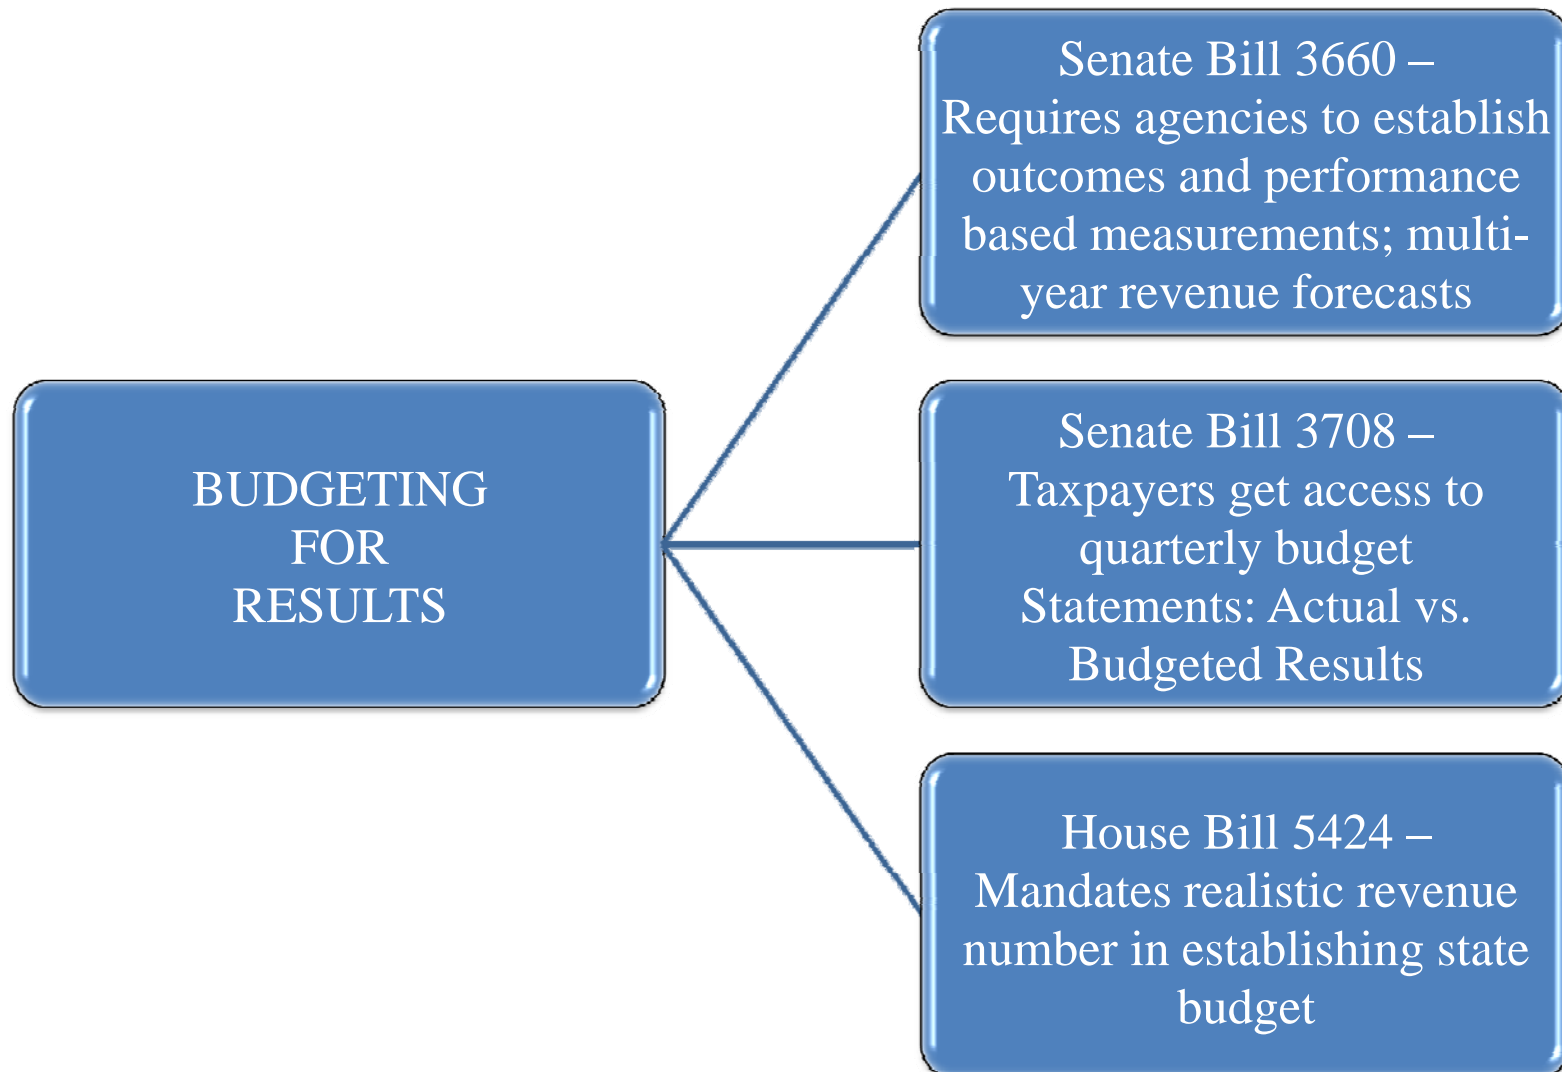 BUDGETING
FOR
RESULTS
Senate Bill 3660 –
Requires agencies to establish
outcomes and performance
based measurements; multi-
year revenue forecasts
Senate Bill 3708 –
Taxpayers get access to
quarterly budget
Statements: Actual vs.
Budgeted Results
House Bill 5424 –
Mandates realistic revenue
number in establishing state
budget